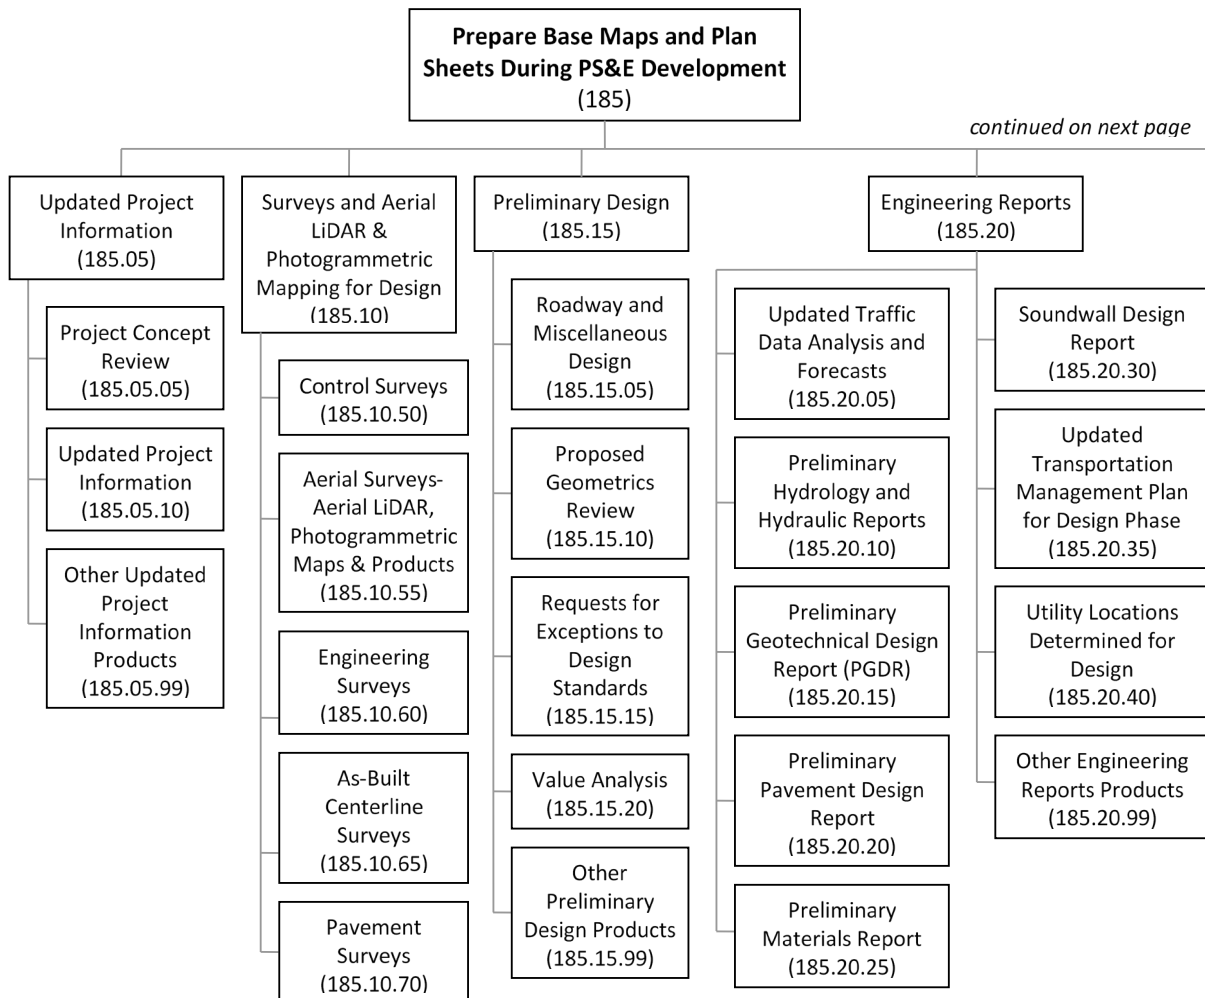 Prepare Base Maps and Plan
Sheets During PS&E Development
(185)
continued on next page
Updated Project
Information
(185.05)
Project Concept
Review
(185.05.05)
Updated Project
Information
(185.05.10)
Other Updated
Project
Information
Products
(185.05.99)
Surveys and Aerial
LiDAR &
Photogrammetric
Mapping for Design
(185.10)
Control Surveys
(185.10.50)
Aerial Surveys-
Aerial LiDAR,
Photogrammetric
Maps & Products
(185.10.55)
Engineering
Surveys
(185.10.60)
As-Built
Centerline
Surveys
(185.10.65)
Pavement
Surveys
(185.10.70)
Preliminary Design
(185.15)
Roadway and
Miscellaneous
Design
(185.15.05)
Proposed
Geometrics
Review
(185.15.10)
Requests for
Exceptions to
Design
Standards
(185.15.15)
Value Analysis
(185.15.20)
Other
Preliminary
Design Products
(185.15.99)
Engineering Reports
(185.20)
Updated Traffic
Data Analysis and
Forecasts
(185.20.05)
Preliminary
Hydrology and
Hydraulic Reports
(185.20.10)
Preliminary
Geotechnical Design
Report (PGDR)
(185.20.15)
Preliminary
Pavement Design
Report
(185.20.20)
Preliminary
Materials Report
(185.20.25)
Soundwall Design
Report
(185.20.30)
Updated
Transportation
Management Plan
for Design Phase
(185.20.35)
Utility Locations
Determined for
Design
(185.20.40)
Other Engineering
Reports Products
(185.20.99)